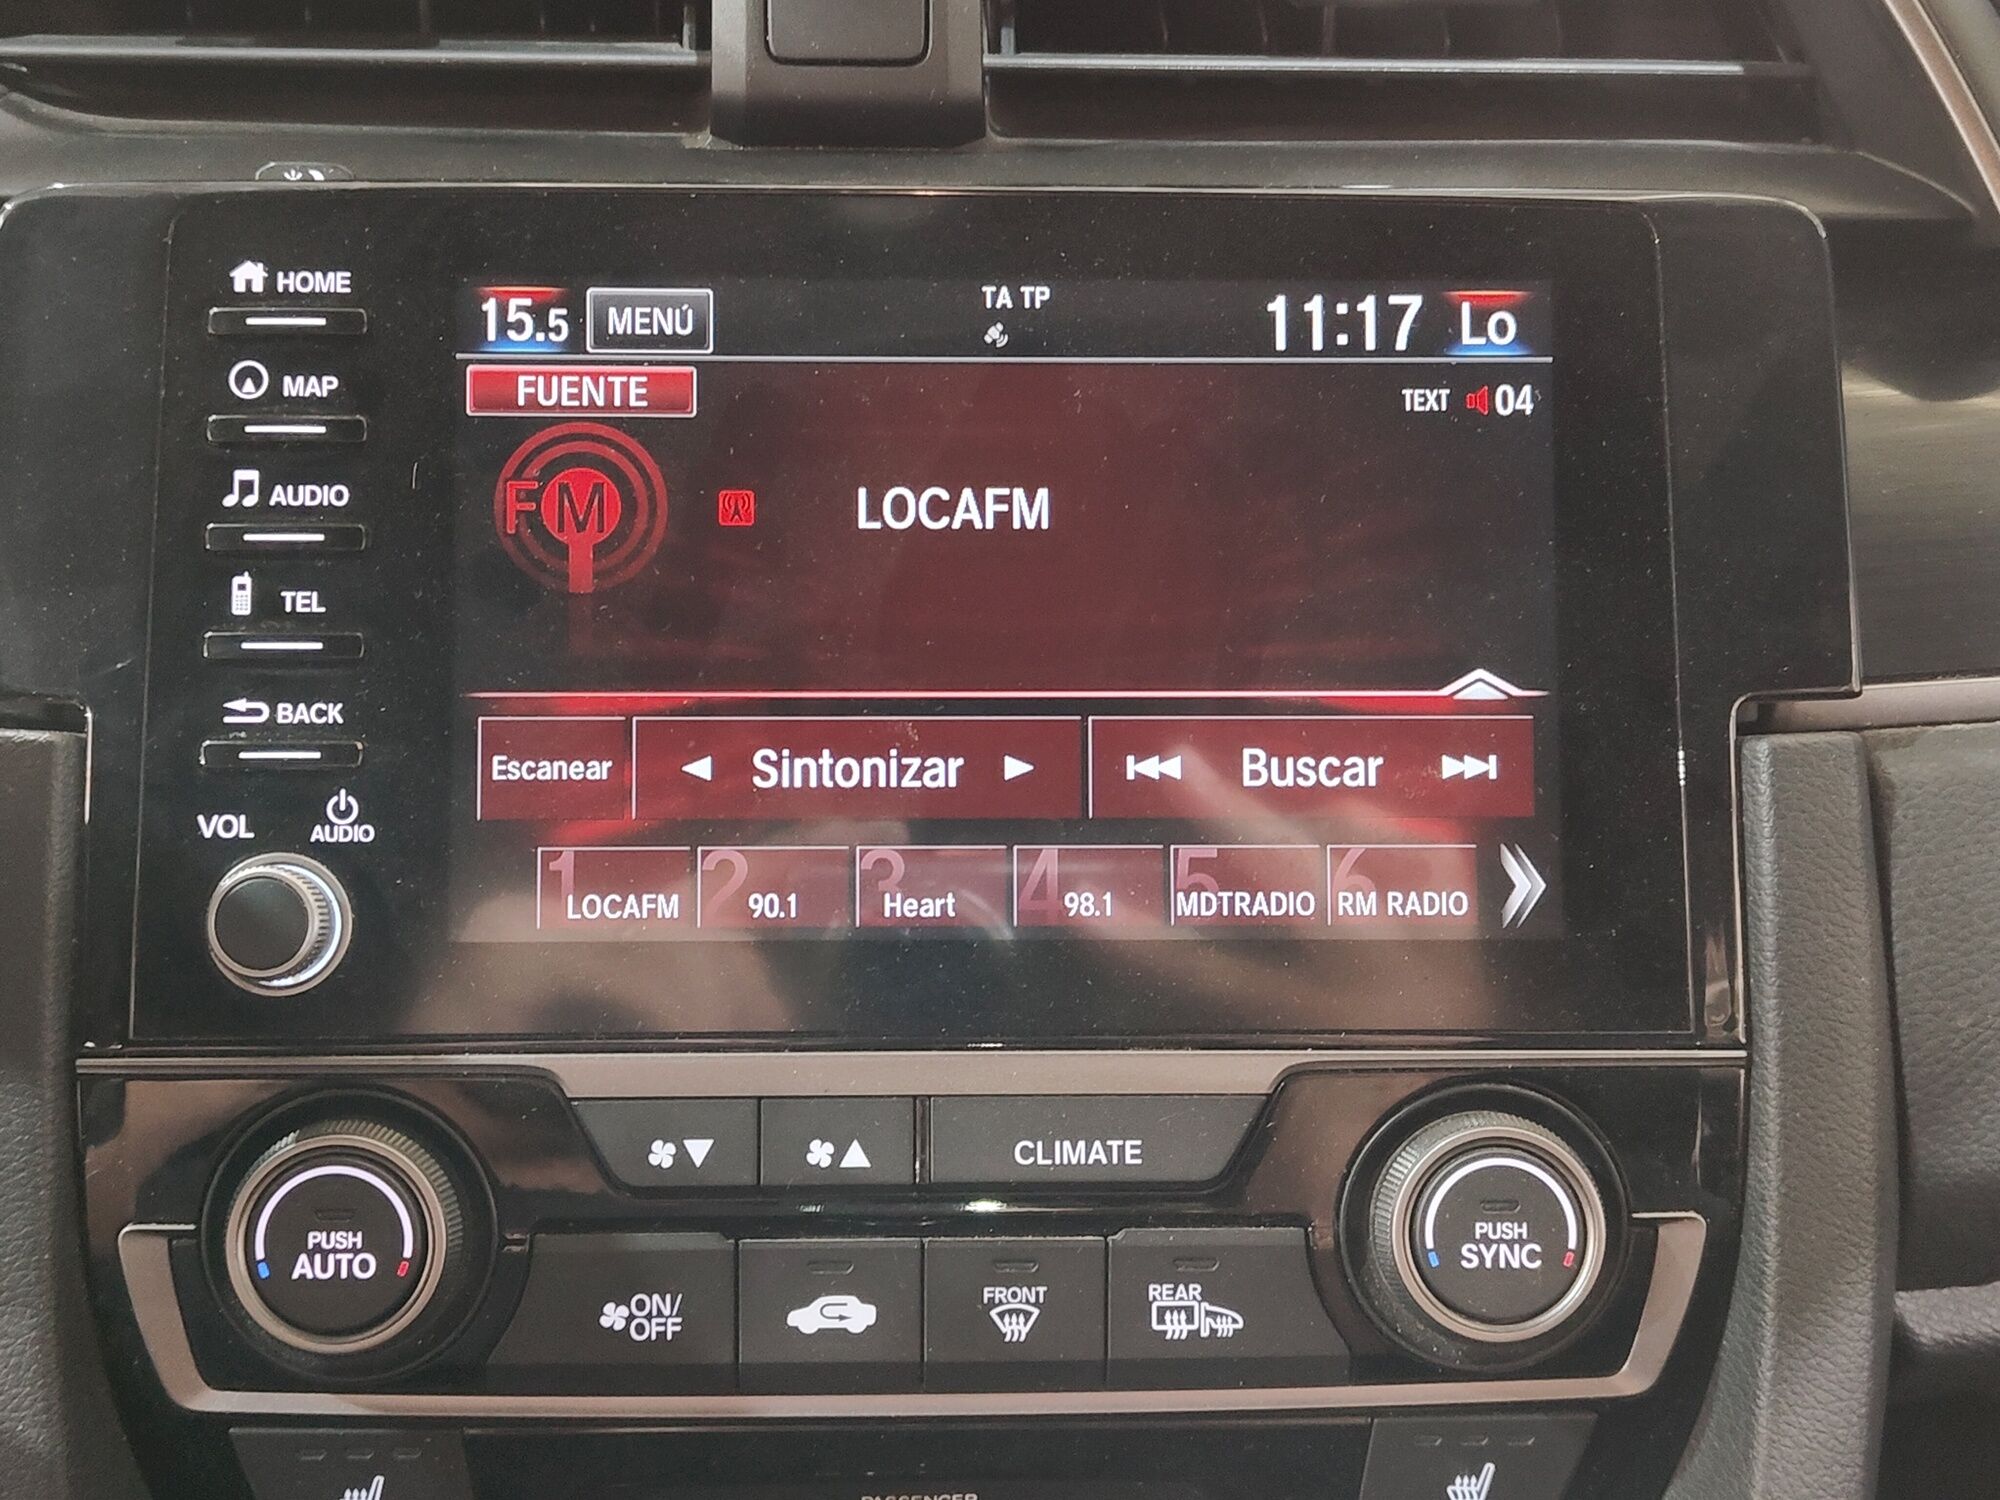 HOME
MAP
AUDIO
TEL
BACK
VOL
AUDIO
15.5 MENÚ TA TP 11:17 Lo
FUENTE TEXT 04
FM LOCAFM
Escanear Sintonizar Buscar
1 LOCAFM 2 90.1 3 Heart 4 98.1 5 MDTRADIO 6 RM RADIO
CLIMATE
PUSH
AUTO
ON/
OFF
FRONT
REAR
PUSH
SYNC
PASSENGER